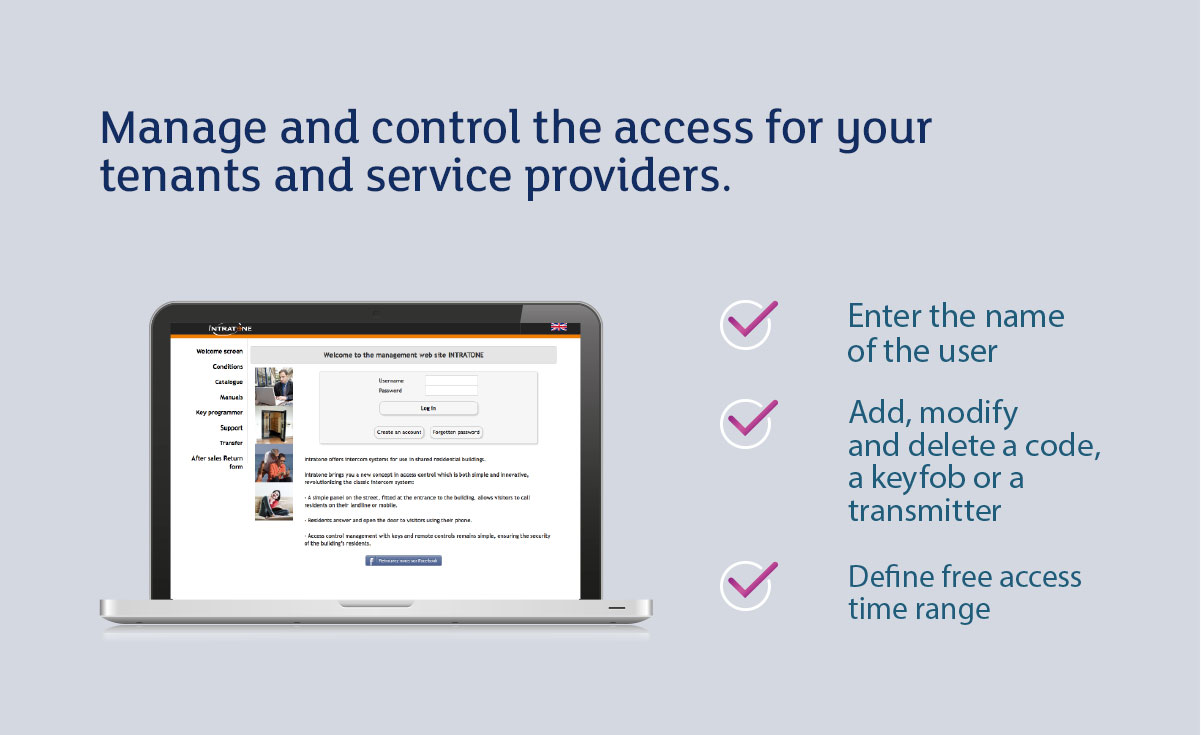 Manage and control the access for your
tenants and service providers.
INTRATONE
Welcome screen
Conditions
Catalogue
Manuals
Key programmer
Support
Transfer
After sales Return
form
Welcome to the management web site INTRATONE
Username
Password
Log in
Create an account
Forgotten password
Intratone offers intercom systems for use in shared residential buildings.
Intratone brings you a new concept in access control which is both simple and innovative,
revolutionizing the classic intercom system:
- A simple panel on the street, fitted at the entrance to the building, allows visitors to call
residents on their landline or mobile.
- Residents answer and open the door to visitors using their phone.
- Access control management with keys and remote controls remains simple, ensuring the security
of the building's residents.
f Retrouvez nous sur Facebook
Enter the name
of the user
Add, modify
and delete a code,
a keyfob or a
transmitter
Define free access
time range